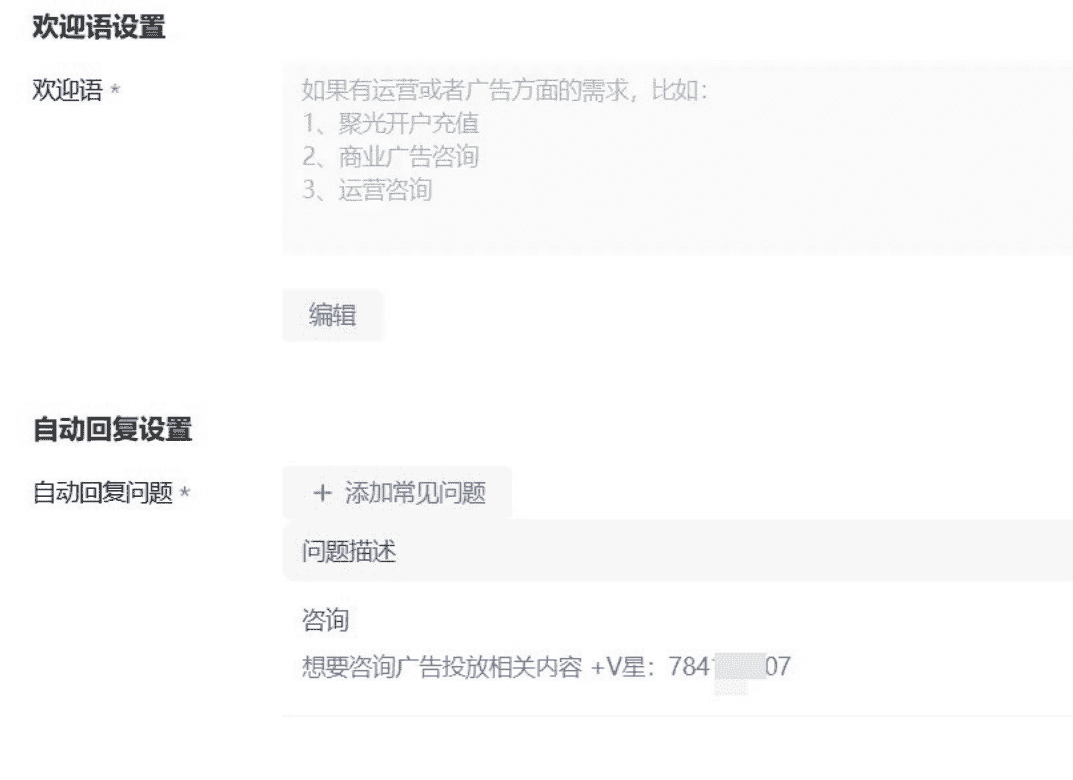 欢迎语设置
欢迎语 *
如果有运营或者广告方面的需求，比如：
1、聚光开户充值
2、商业广告咨询
3、运营咨询
编辑
自动回复设置
自动回复问题 *
+ 添加常见问题
问题描述
咨询
想要咨询广告投放相关内容 +V星：784 07